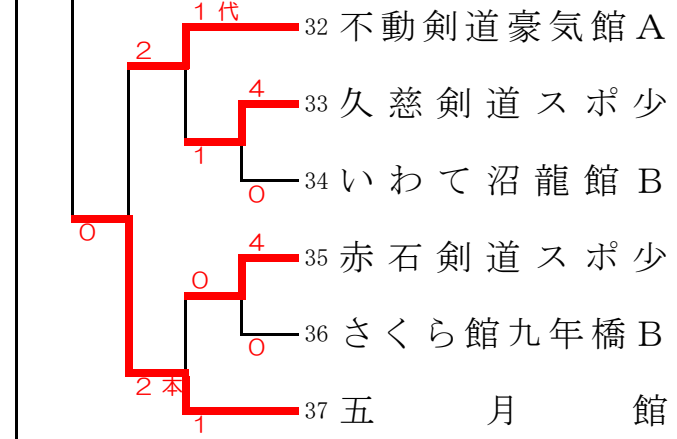 1代
32 不動剣道豪気館A
2
4
33 久慈剣道スポ少
1
34 いわて沼龍館B
0
0
4
35 赤石剣道スポ少
0
36 さくら館九年橋B
0
2本
37 五月館
1